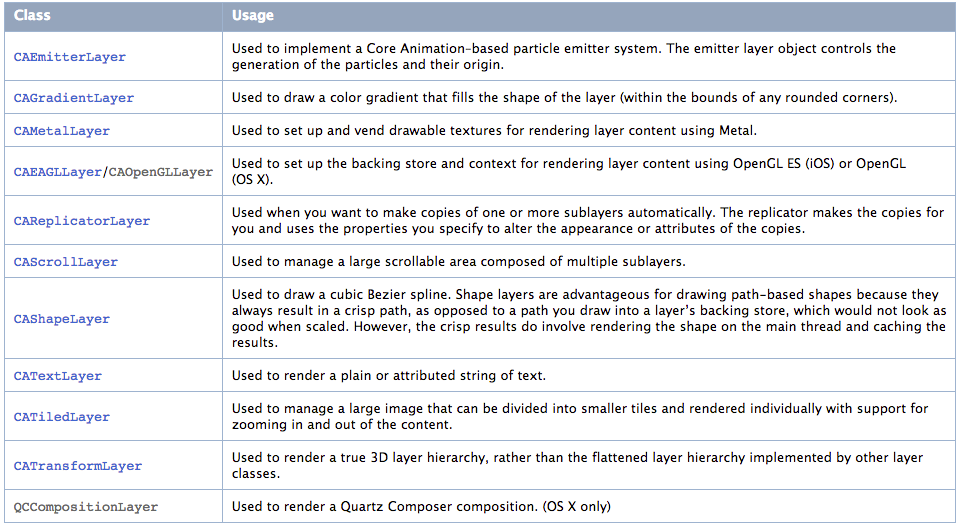 Class Usage
CAEmitterLayer Used to implement a Core Animation–based particle emitter system. The emitter layer object controls the
generation of the particles and their origin.
CAGradientLayer Used to draw a color gradient that fills the shape of the layer (within the bounds of any rounded corners).
CAMetalLayer Used to set up and vend drawable textures for rendering layer content using Metal.
CAEAGLLayer/CAOpenGLLayer Used to set up the backing store and context for rendering layer content using OpenGL ES (iOS) or OpenGL
(OS X).
CAReplicatorLayer Used when you want to make copies of one or more sublayers automatically. The replicator makes the copies for
you and uses the properties you specify to alter the appearance or attributes of the copies.
CAScrollLayer Used to manage a large scrollable area composed of multiple sublayers.
CAShapeLayer Used to draw a cubic Bezier spline. Shape layers are advantageous for drawing path-based shapes because they
always result in a crisp path, as opposed to a path you draw into a layer’s backing store, which would not look as
good when scaled. However, the crisp results do involve rendering the shape on the main thread and caching the
results.
CATextLayer Used to render a plain or attributed string of text.
CATiledLayer Used to manage a large image that can be divided into smaller tiles and rendered individually with support for
zooming in and out of the content.
CATransformLayer Used to render a true 3D layer hierarchy, rather than the flattened layer hierarchy implemented by other layer
classes.
QCCompositionLayer Used to render a Quartz Composer composition. (OS X only)